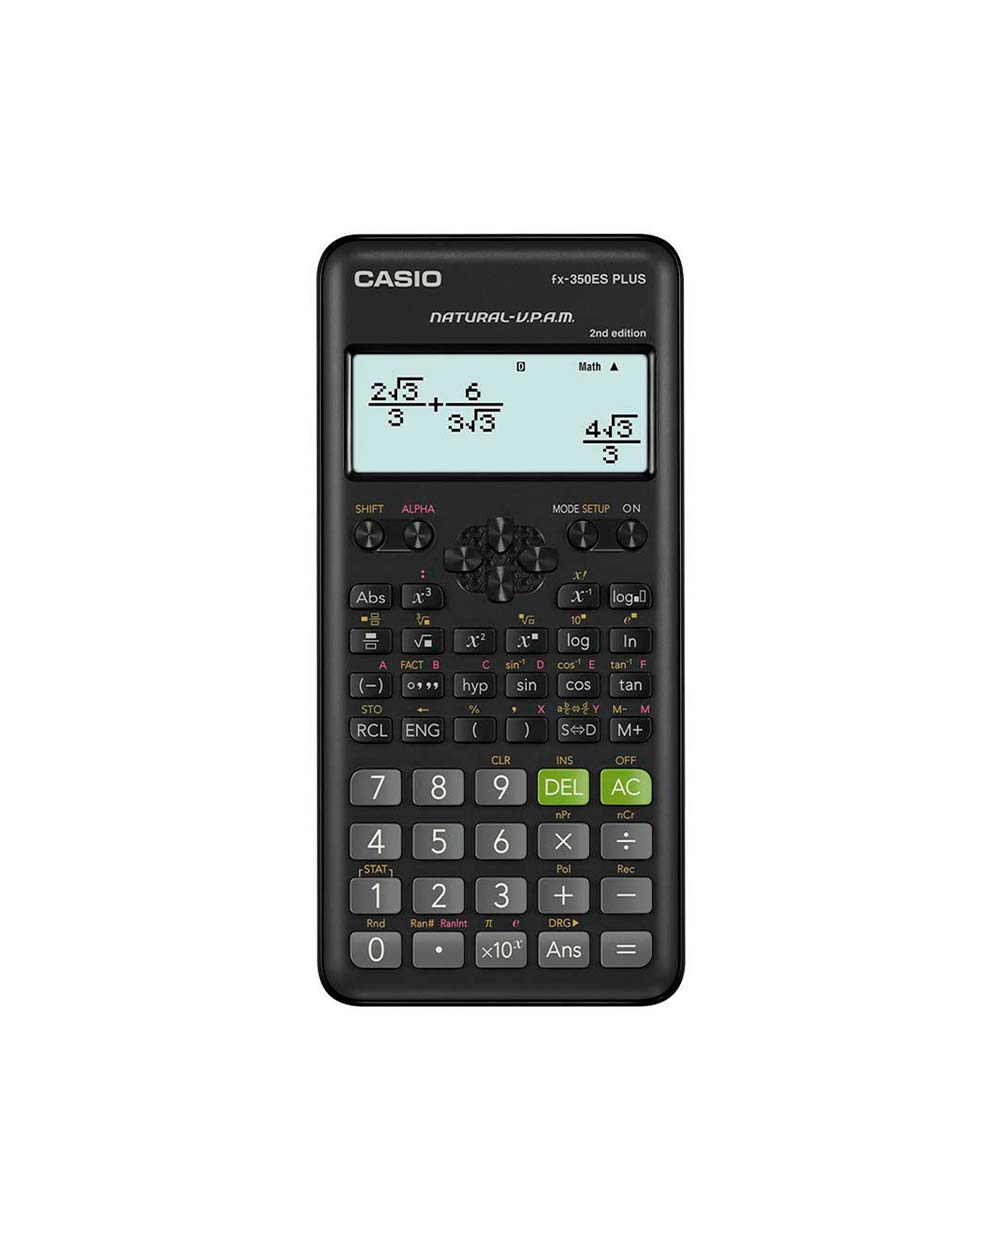 CASIO fx-350ES PLUS
NATURAL-V.P.A.M.
2nd edition
D Math ▲
2√3/3+6/3√3
4√3/3
SHIFT ALPHA MODE SETUP ON
: x!
Abs x³ x⁻¹ log■▯
■■/□ ³√■ ■√□ 10■ e■
■/□ √■ x² x■ log ln
A FACT B C sin⁻¹ D cos⁻¹ E tan⁻¹ F
(−) °,,, hyp sin cos tan
STO ← % , X a b/c⇔d/c Y M− M
RCL ENG ( ) S⇔D M+
CLR INS OFF
7 8 9 DEL AC
nPr nCr
4 5 6 × ÷
STAT Pol Rec
1 2 3 + −
Rnd Ran# RanInt π e DRG▶
0 • ×10ˣ Ans =